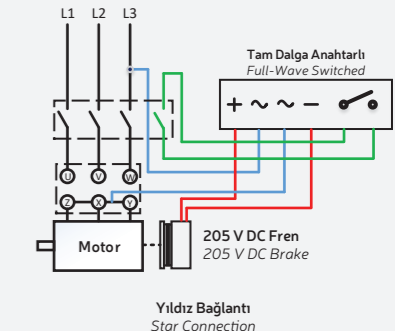 L1 L2 L3
Tam Dalga Anahtarlı
Full-Wave Switched
+ ~ ~ −
U V W
Z X Y
Motor
205 V DC Fren
205 V DC Brake
Yıldız Bağlantı
Star Connection